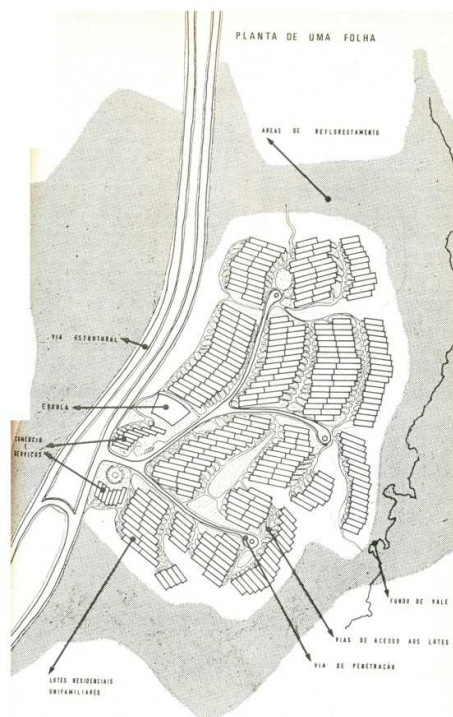 PLANTA DE UMA FOLHA
AREAS DE REFLORESTAMENTO
VIA ESTRUTURAL
ESCOLA
COMERCIO
E
SERVIÇOS
FUNDO DE VALE
VIAS DE ACESSO AOS LOTES
VIA DE PENETRAÇÃO
LOTES RESIDENCIAIS
UNIFAMILIARES